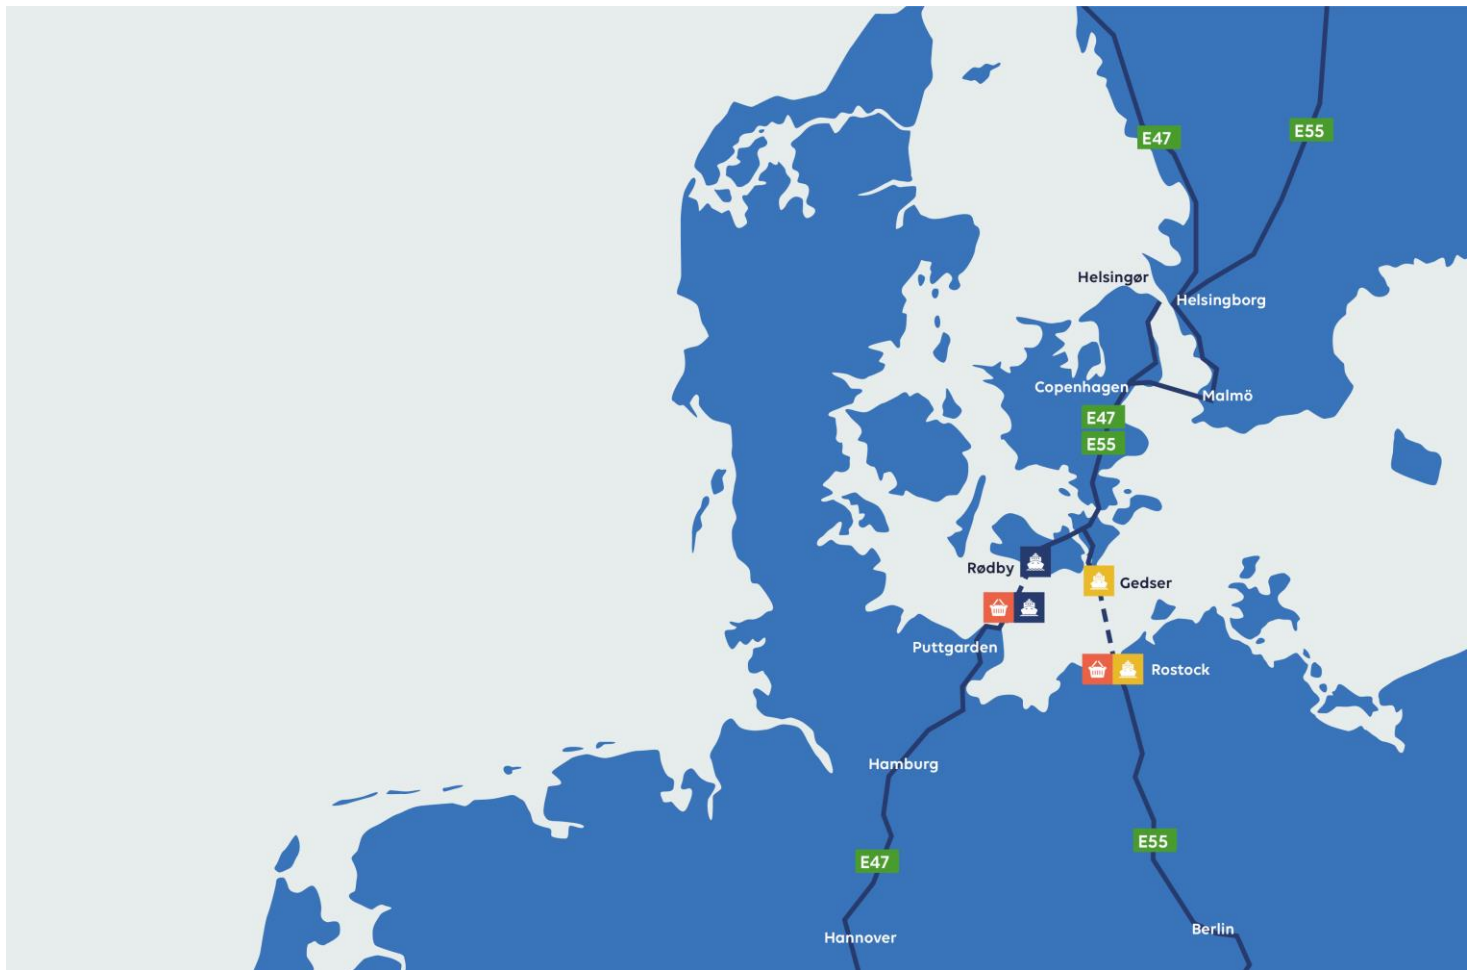 E47
E55
Helsingør
Helsingborg
Copenhagen
Malmö
E47
E55
Rødby
Gedser
Puttgarden
Rostock
Hamburg
E55
E47
Berlin
Hannover